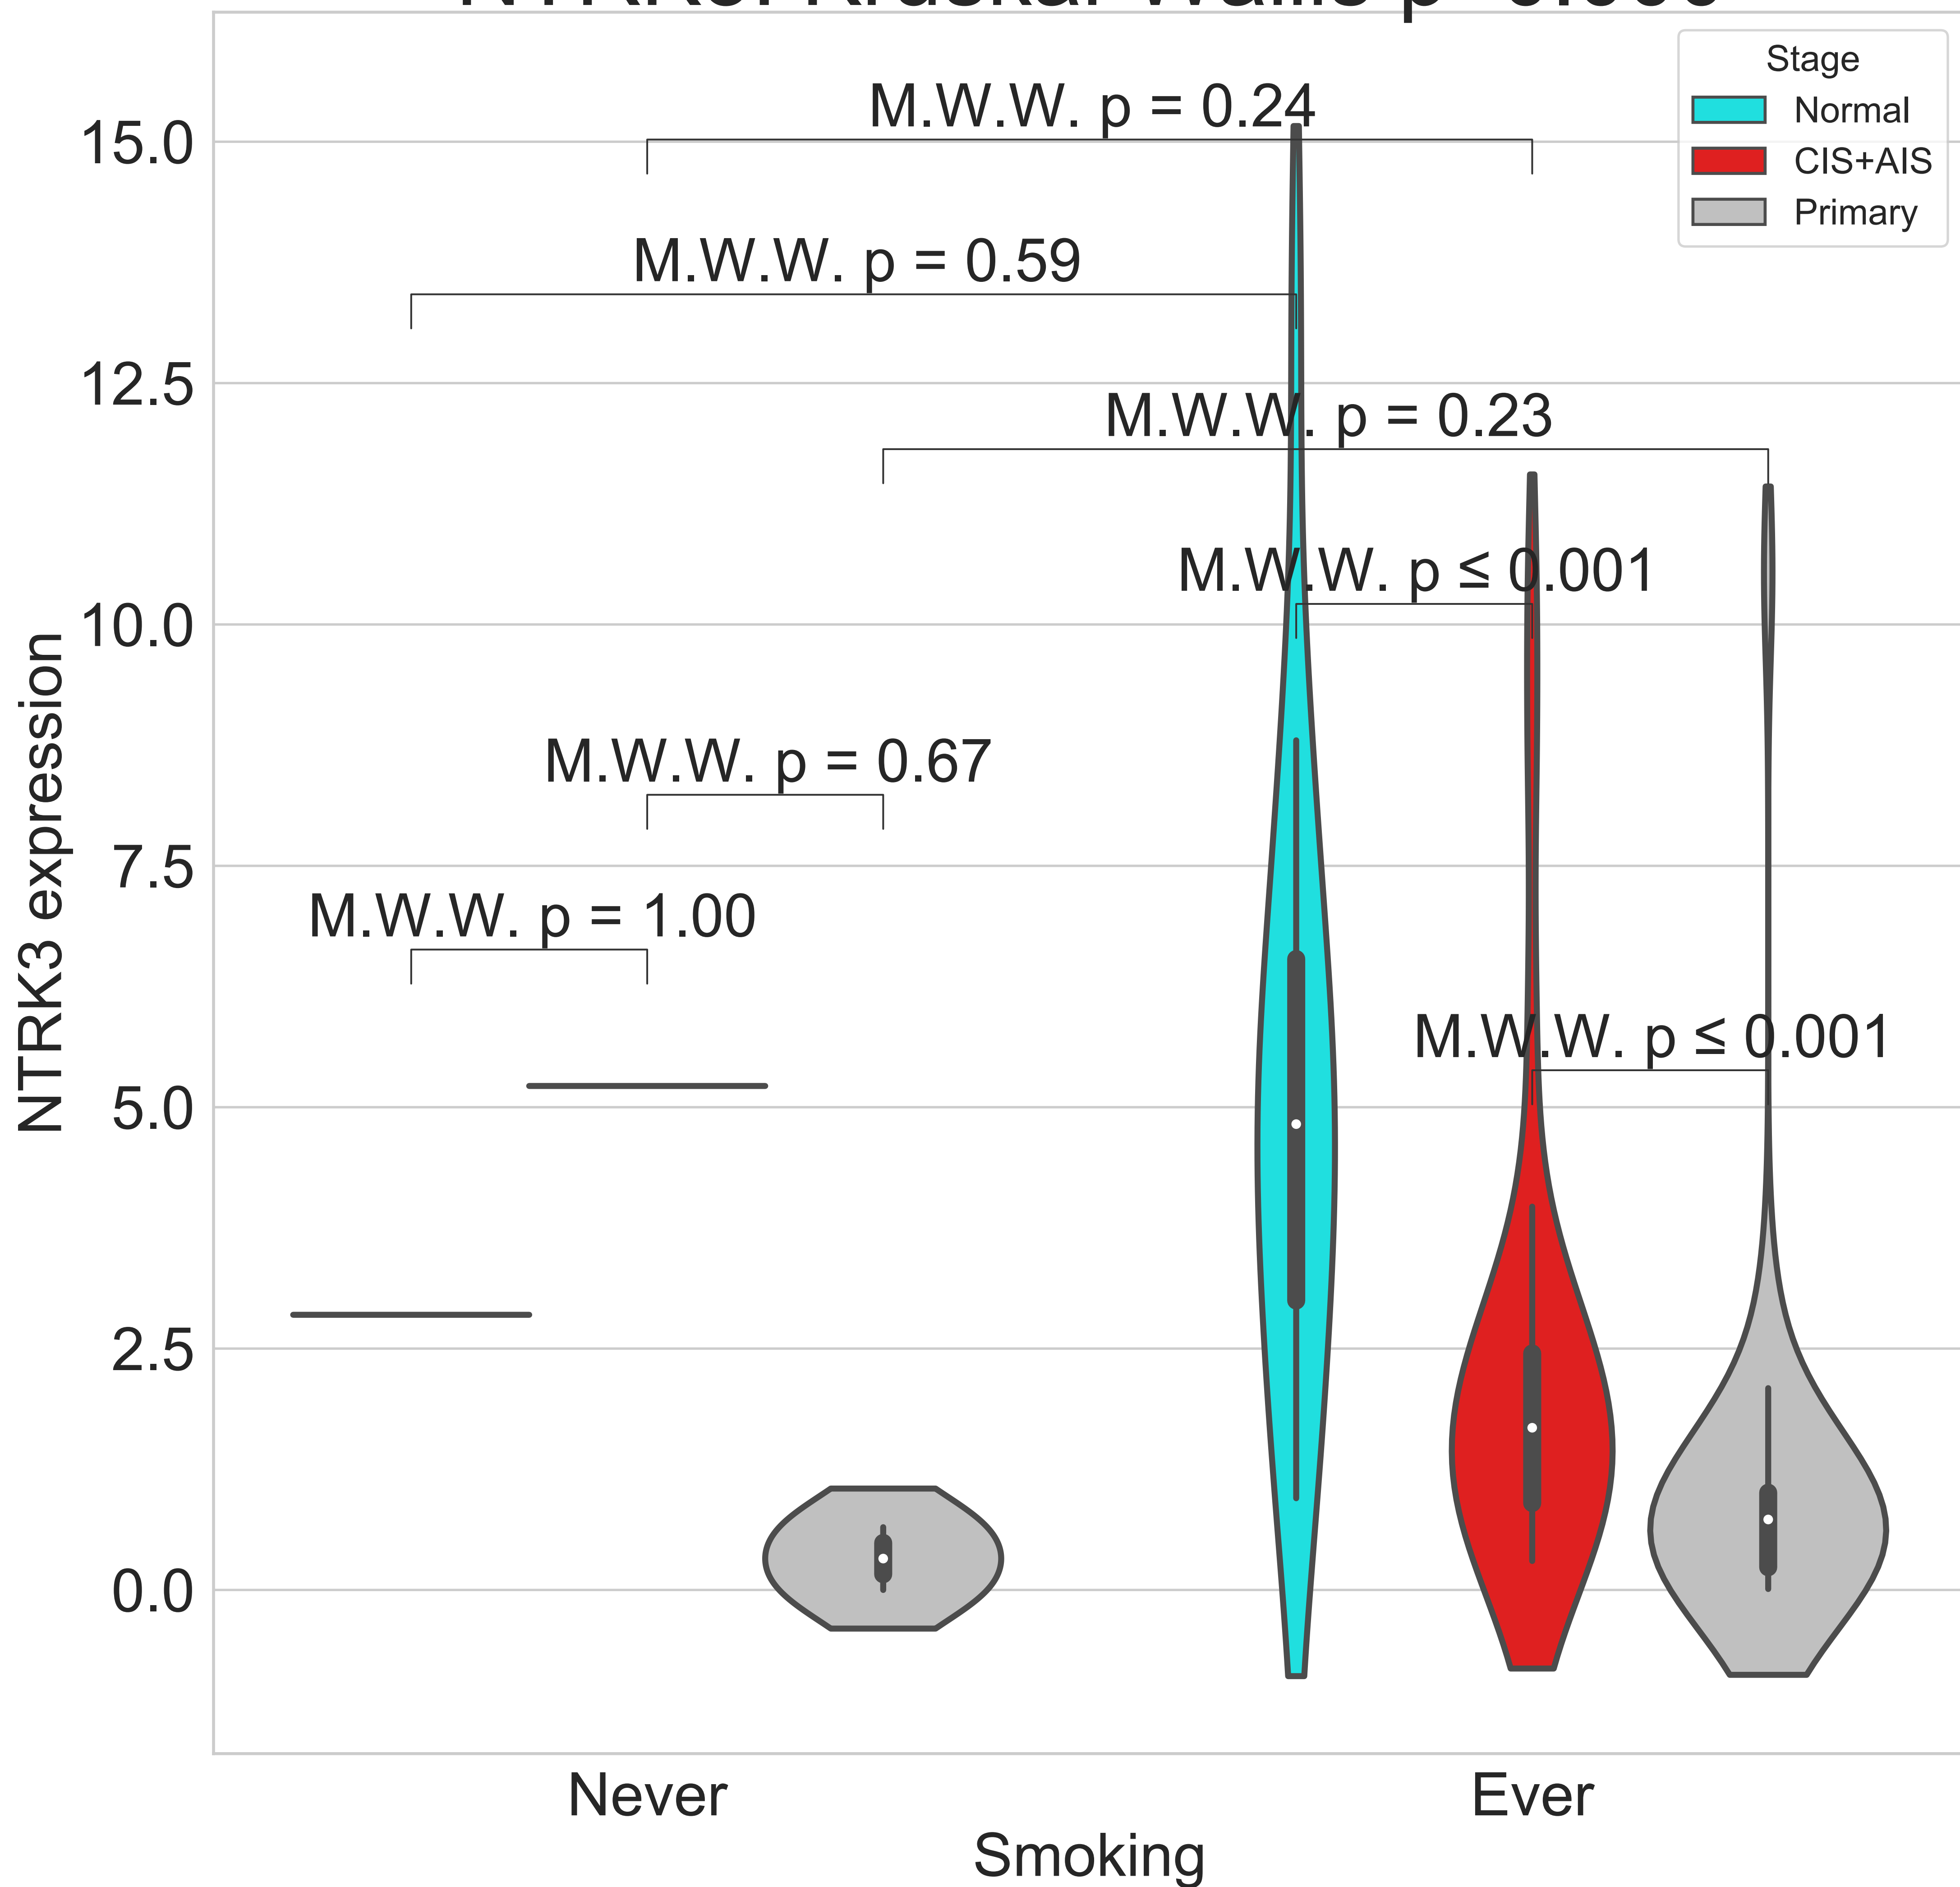 Stage
Normal
CIS+AIS
Primary
M.W.W. p = 0.24
M.W.W. p = 0.59
M.W.W. p = 0.23
M.W.W. p ≤ 0.001
M.W.W. p = 0.67
M.W.W. p = 1.00
M.W.W. p ≤ 0.001
15.0
12.5
10.0
7.5
5.0
2.5
0.0
NTRK3 expression
Never
Ever
Smoking